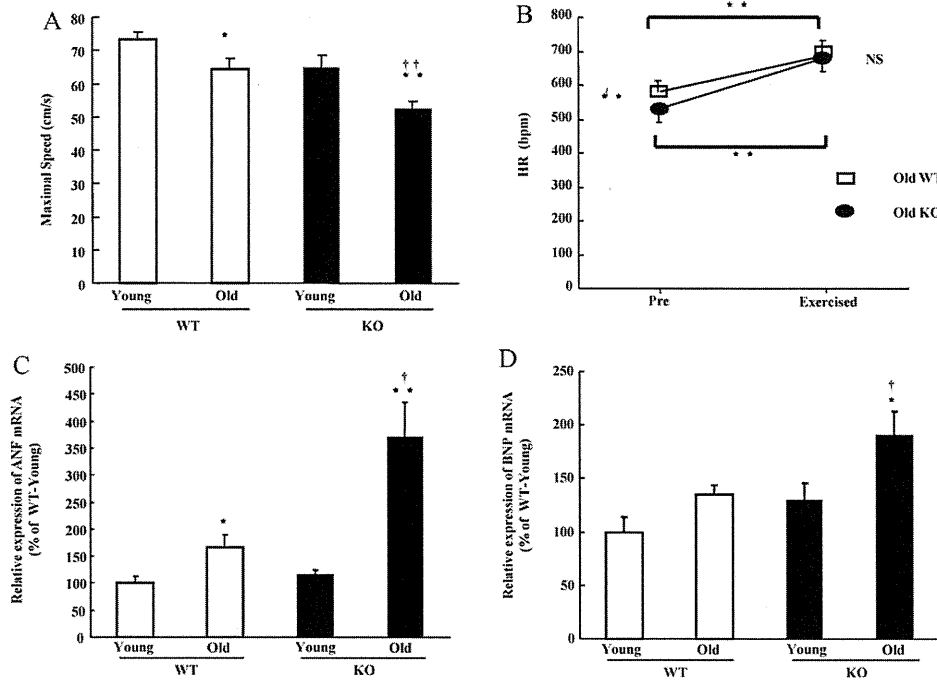 A
Maximal Speed (cm/s)
80
70
60
50
40
30
20
10
0
*
††
**
Young
Old
Young
Old
WT
KO
B
HR (bpm)
800
700
600
500
400
300
200
100
0
**
**
NS
**
Old WT
Old KO
Pre
Exercised
C
Relative expression of ANF mRNA
(% of WT-Young)
500
450
400
350
300
250
200
150
100
50
0
*
†
**
Young
Old
Young
Old
WT
KO
D
Relative expression of BNP mRNA
(% of WT-Young)
250
200
150
100
50
0
†
*
Young
Old
Young
Old
WT
KO